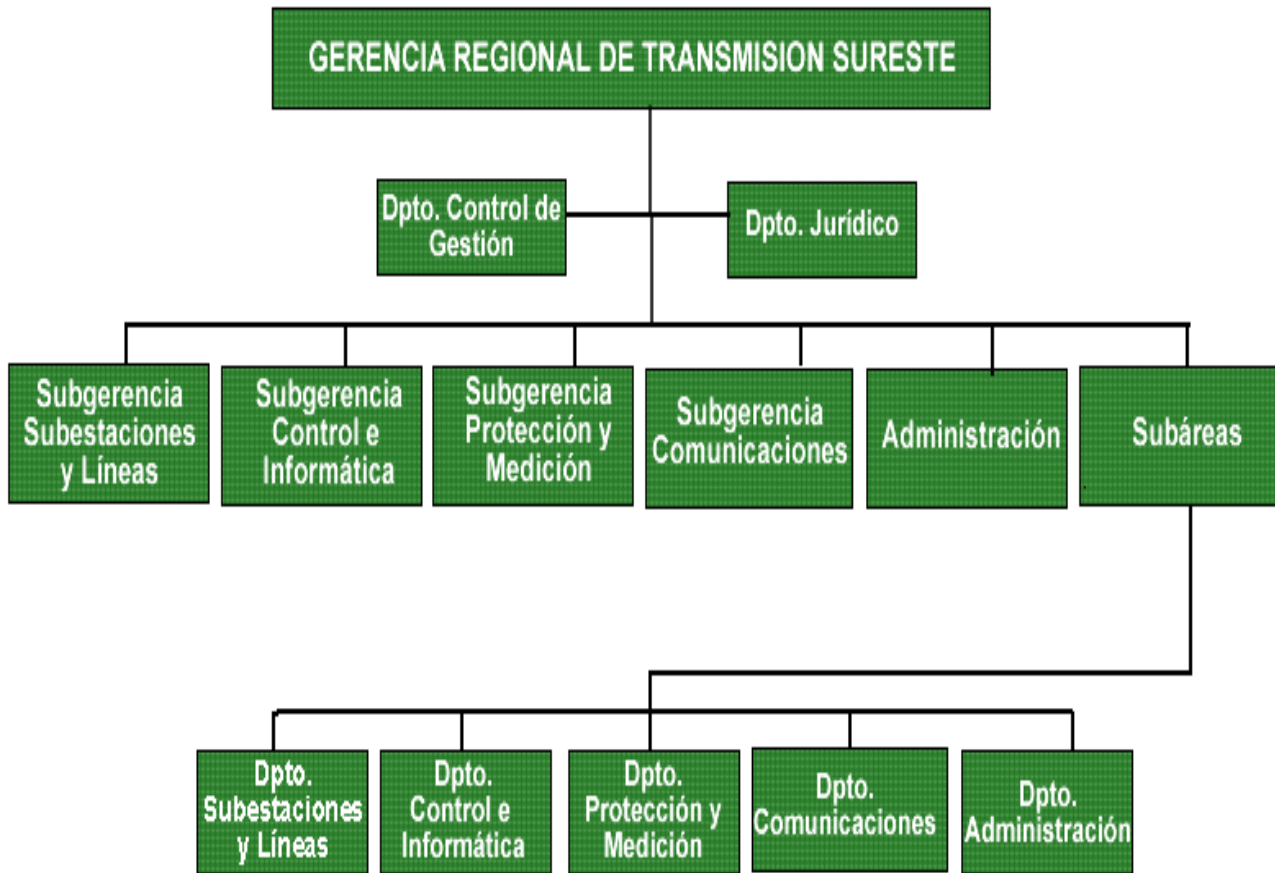 GERENCIA REGIONAL DE TRANSMISION SURESTE
Dpto. Control de
Gestión
Dpto. Jurídico
Subgerencia
Subestaciones
y Líneas
Subgerencia
Control e
Informática
Subgerencia
Protección y
Medición
Subgerencia
Comunicaciones
Administración
Subáreas
Dpto.
Subestaciones
y Líneas
Dpto.
Control e
Informática
Dpto.
Protección y
Medición
Dpto.
Comunicaciones
Dpto.
Administración